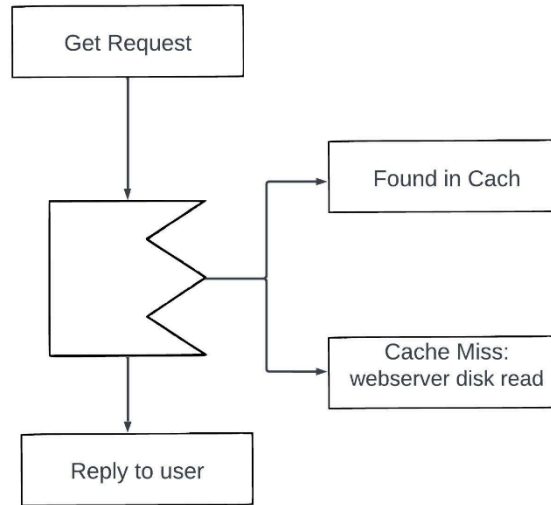 Get Request
Found in Cach
Cache Miss:
webserver disk read
Reply to user